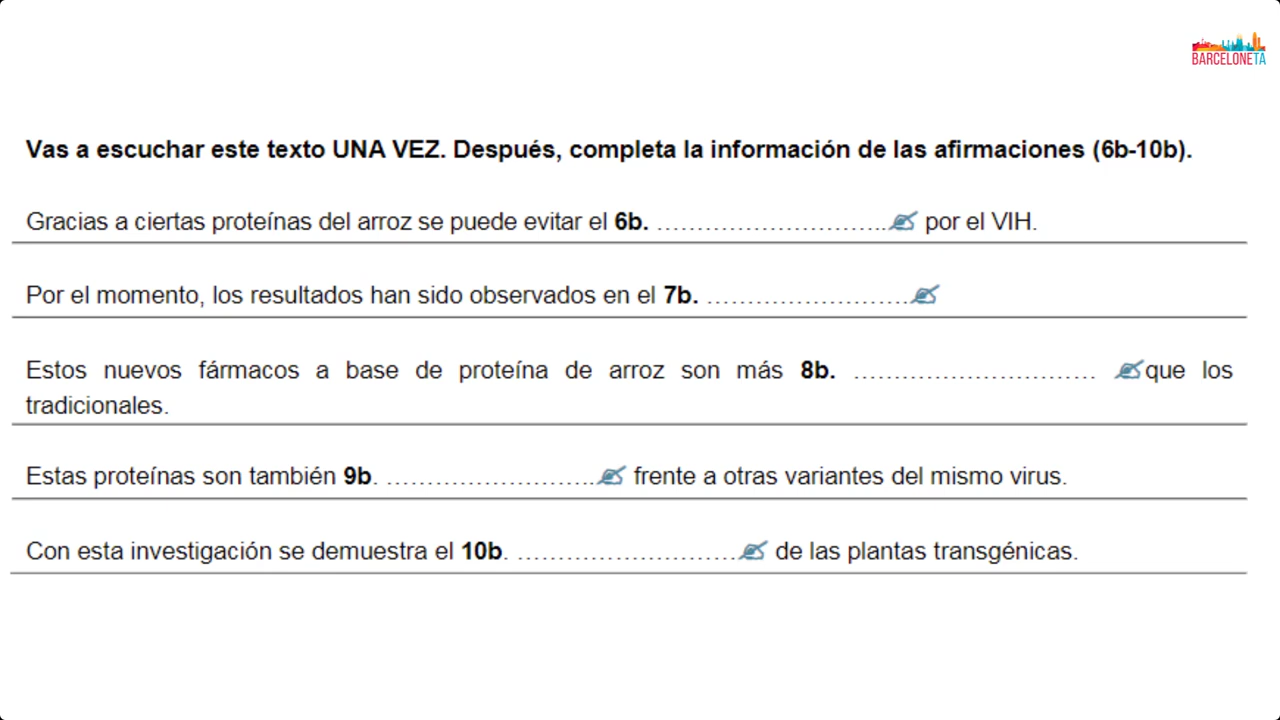 BARCELONETA
Vas a escuchar este texto UNA VEZ. Después, completa la información de las afirmaciones (6b-10b).
Gracias a ciertas proteínas del arroz se puede evitar el 6b. ………………………..✍ por el VIH.
Por el momento, los resultados han sido observados en el 7b. …………………….✍
Estos nuevos fármacos a base de proteína de arroz son más 8b. ………………………… ✍que los
tradicionales.
Estas proteínas son también 9b. ……………………..✍ frente a otras variantes del mismo virus.
Con esta investigación se demuestra el 10b. ………………………✍ de las plantas transgénicas.